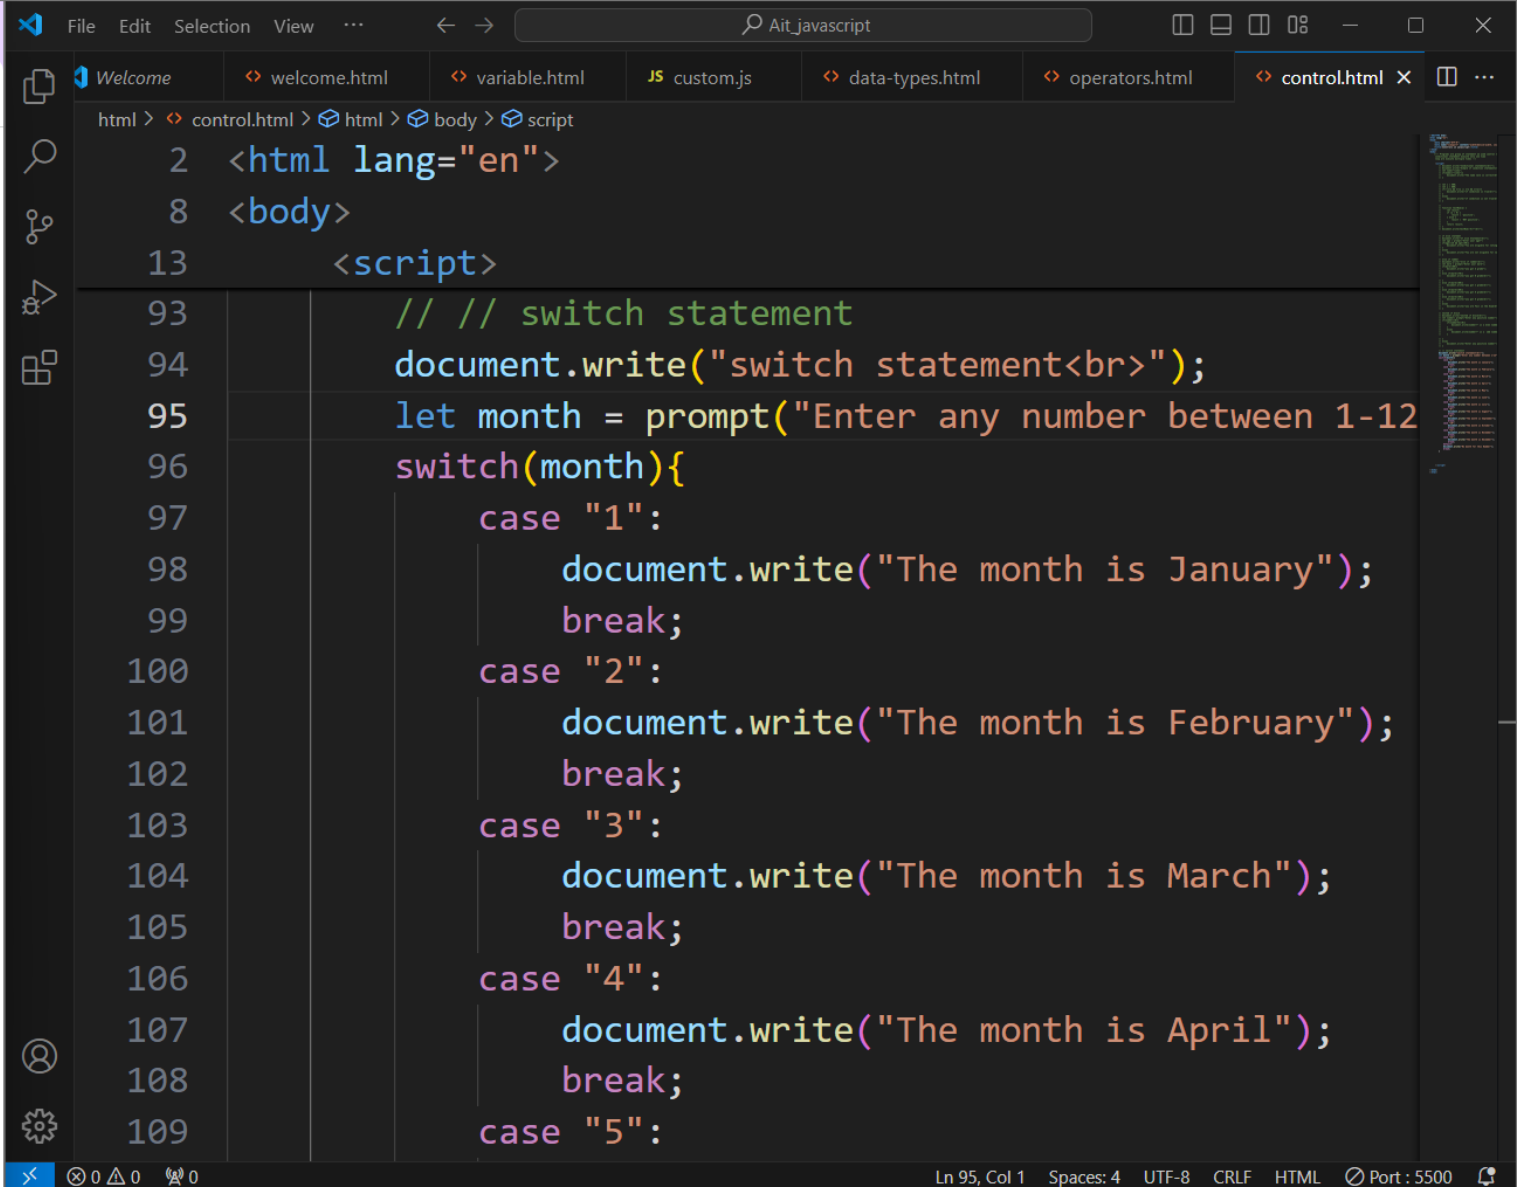 File Edit Selection View ··· Ait_javascript
Welcome welcome.html variable.html JS custom.js data-types.html operators.html control.html
html > control.html > html > body > script
2 <html lang="en">
8 <body>
13 <script>
93 // // switch statement
94 document.write("switch statement<br>");
95 let month = prompt("Enter any number between 1-12
96 switch(month){
97 case "1":
98 document.write("The month is January");
99 break;
100 case "2":
101 document.write("The month is February");
102 break;
103 case "3":
104 document.write("The month is March");
105 break;
106 case "4":
107 document.write("The month is April");
108 break;
109 case "5":
0 0 0 Ln 95, Col 1 Spaces: 4 UTF-8 CRLF HTML Port : 5500